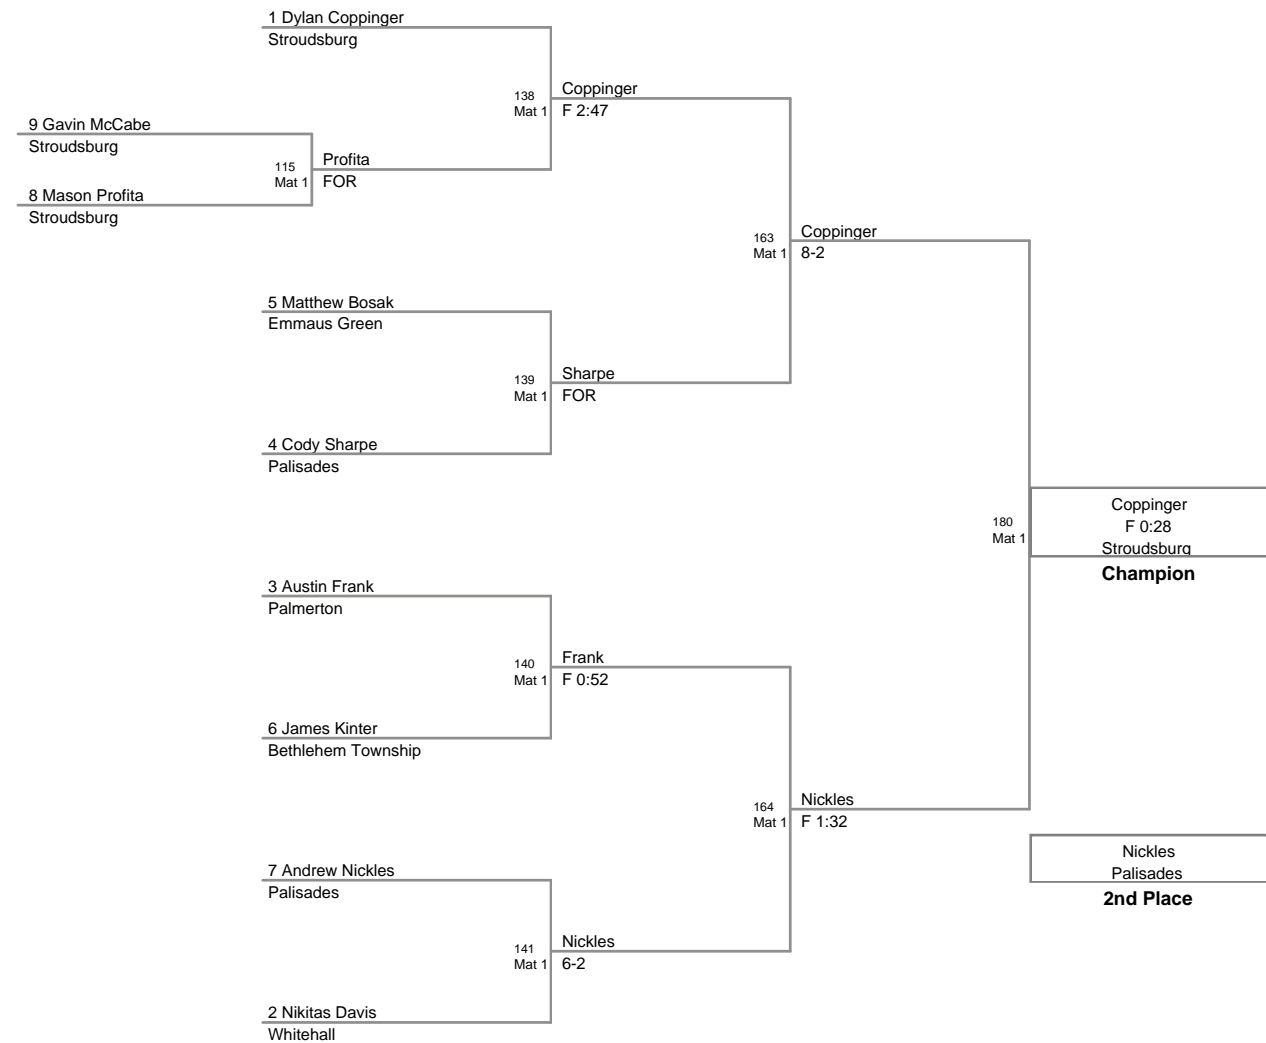 1 Dylan Coppinger
Stroudsburg
138
Mat 1
Coppinger
F 2:47
9 Gavin McCabe
Stroudsburg
115
Mat 1
Profita
FOR
8 Mason Profita
Stroudsburg
163
Mat 1
Coppinger
8-2
5 Matthew Bosak
Emmaus Green
139
Mat 1
Sharpe
FOR
4 Cody Sharpe
Palisades
180
Mat 1
Coppinger
F 0:28
Stroudsburg
Champion
3 Austin Frank
Palmerton
140
Mat 1
Frank
F 0:52
6 James Kinter
Bethlehem Township
164
Mat 1
Nickles
F 1:32
Nickles
Palisades
2nd Place
7 Andrew Nickles
Palisades
141
Mat 1
Nickles
6-2
2 Nikitas Davis
Whitehall